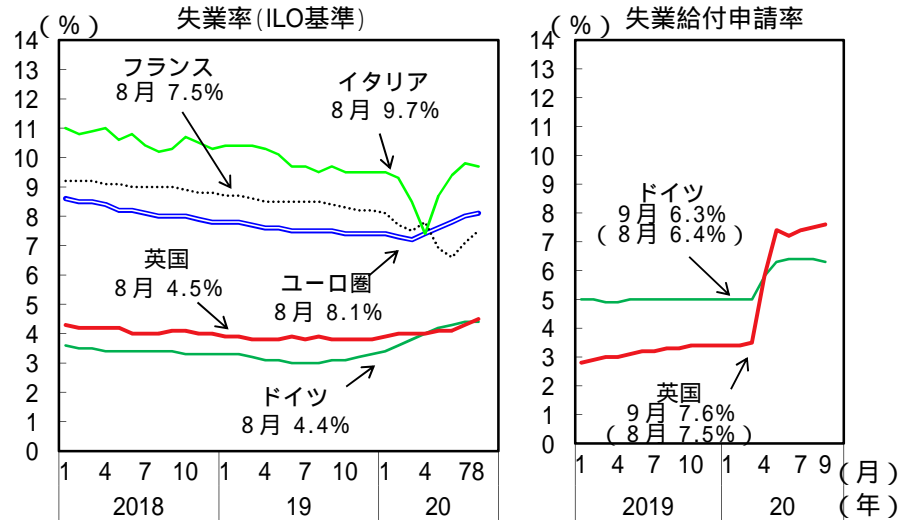 失業率(ILO基準)
(%)
14
13
12
11
10
9
8
7
6
5
4
3
2
1
0
フランス
8月 7.5%
イタリア
8月 9.7%
英国
8月 4.5%
ユーロ圏
8月 8.1%
ドイツ
8月 4.4%
1 4 7 10 1 4 7 10 1 4 78
2018 19 20
失業給付申請率
(%)
14
13
12
11
10
9
8
7
6
5
4
3
2
1
0
ドイツ
9月 6.3%
(8月 6.4%)
英国
9月 7.6%
(8月 7.5%)
1 4 7 10 1 4 7 9 (月)
2019 20 (年)